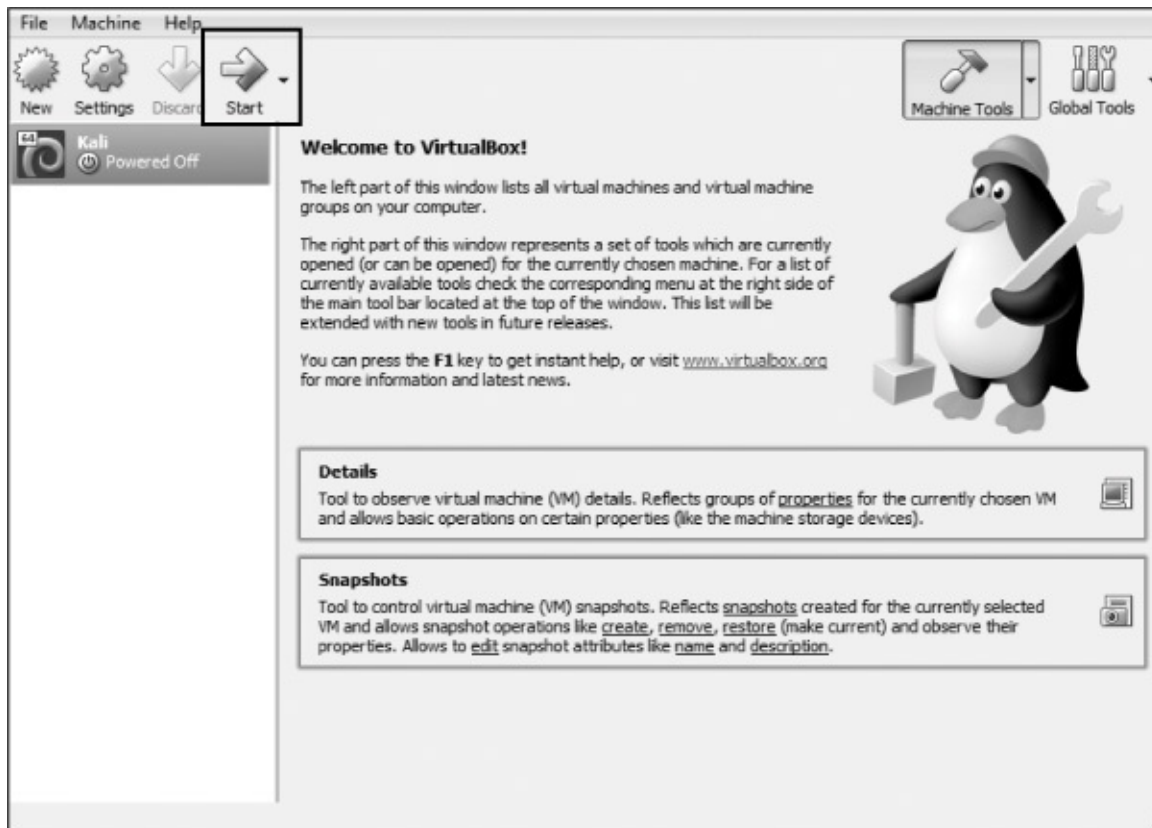 File Machine Help
New Settings Discard Start
Machine Tools Global Tools
64
Kali
Powered Off
Welcome to VirtualBox!
The left part of this window lists all virtual machines and virtual machine
groups on your computer.
The right part of this window represents a set of tools which are currently
opened (or can be opened) for the currently chosen machine. For a list of
currently available tools check the corresponding menu at the right side of
the main tool bar located at the top of the window. This list will be
extended with new tools in future releases.
You can press the F1 key to get instant help, or visit www.virtualbox.org
for more information and latest news.
Details
Tool to observe virtual machine (VM) details. Reflects groups of properties for the currently chosen VM
and allows basic operations on certain properties (like the machine storage devices).
Snapshots
Tool to control virtual machine (VM) snapshots. Reflects snapshots created for the currently selected
VM and allows snapshot operations like create, remove, restore (make current) and observe their
properties. Allows to edit snapshot attributes like name and description.